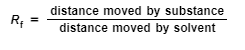 Rf = distance moved by substance
distance moved by solvent